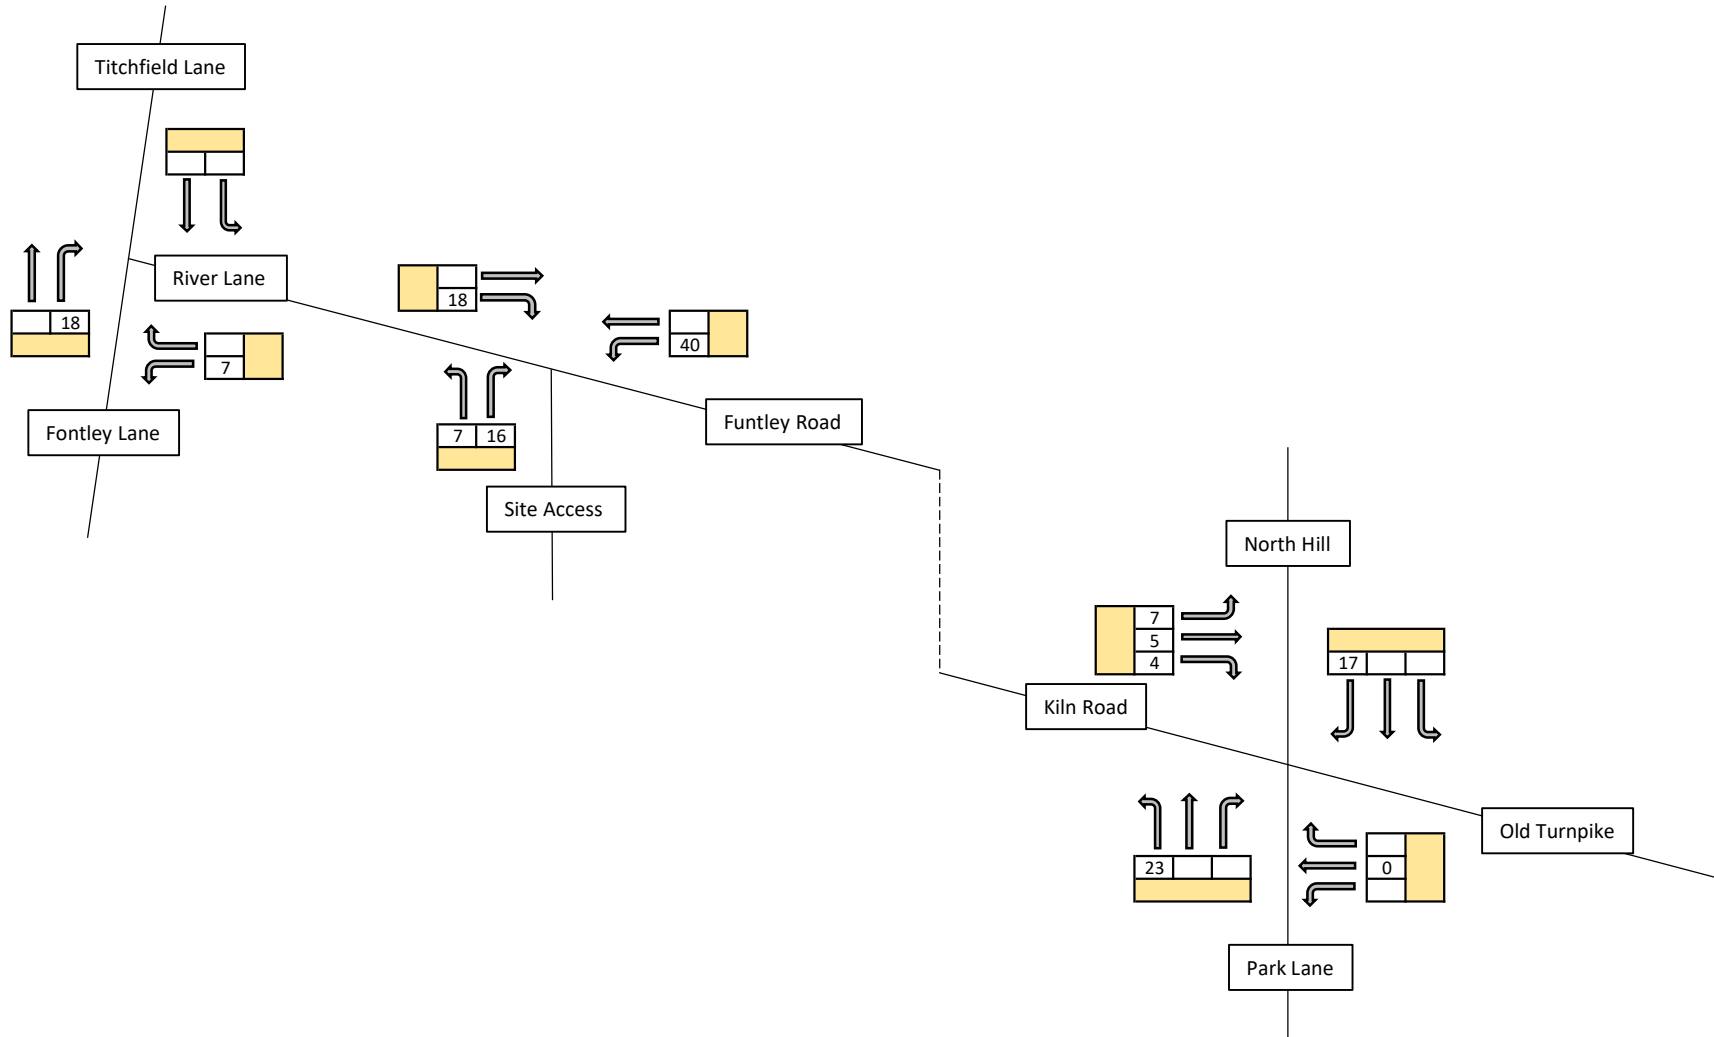 Titchfield Lane
River Lane
18
18
40
7
Fontley Lane
Funtley Road
7 16
Site Access
North Hill
7
5
4
17
Kiln Road
Old Turnpike
23
0
Park Lane